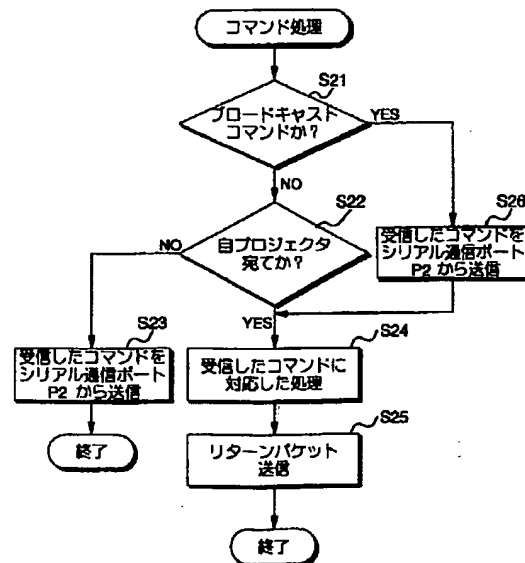 コマンド処理
S21
ブロードキャスト
コマンドか?
YES
NO
S22
自プロジェクタ
宛てか?
NO
YES
S26
受信したコマンドを
シリアル通信ポート
P2 から送信
S23
受信したコマンドを
シリアル通信ポート
P2 から送信
終了
S24
受信したコマンドに
対応した処理
S25
リターンパケット
送信
終了